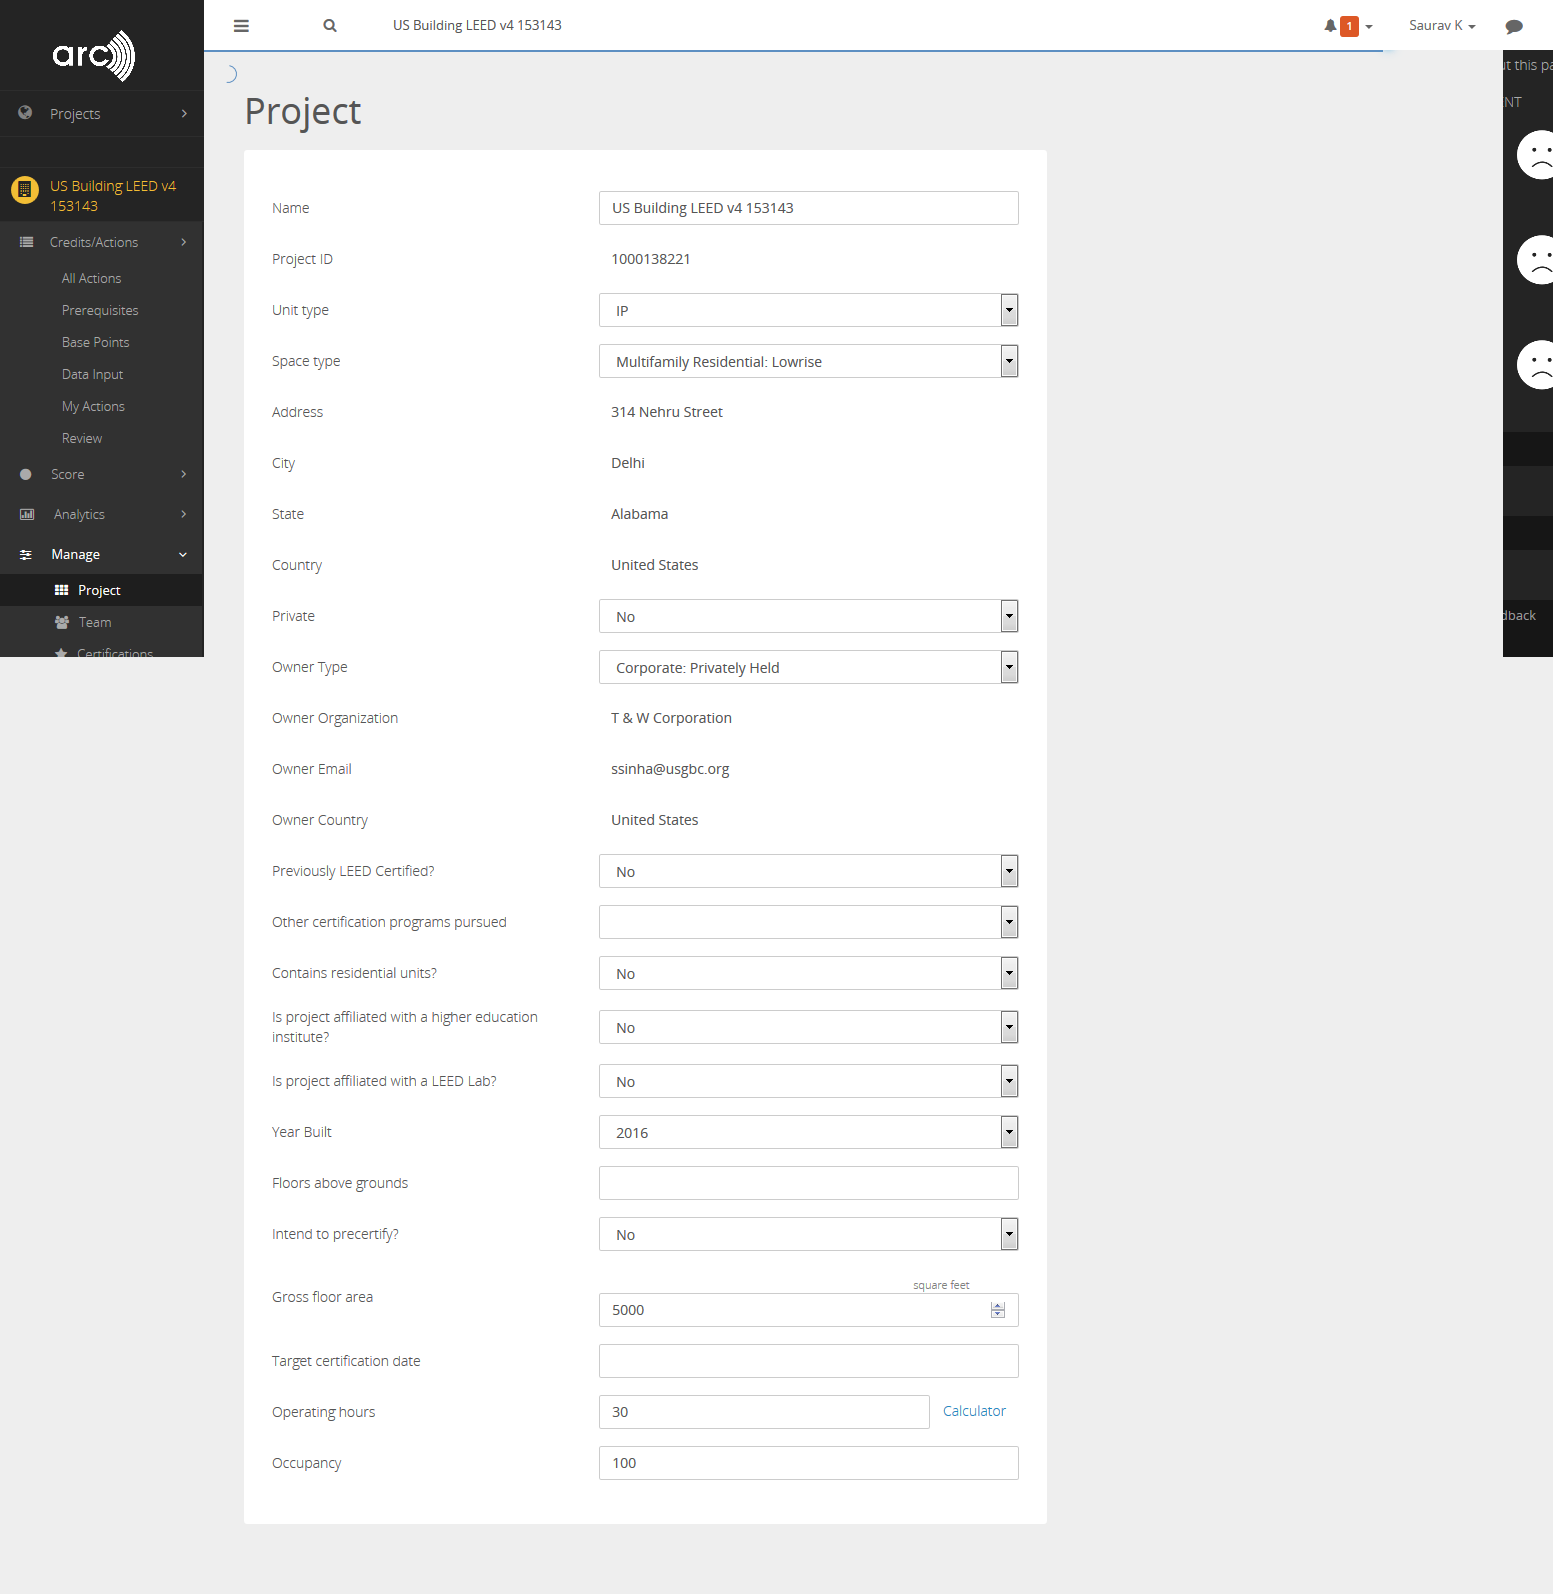 arc
US Building LEED v4 153143
1
Saurav K
Projects
US Building LEED v4
153143
Credits/Actions
All Actions
Prerequisites
Base Points
Data Input
My Actions
Review
Score
Analytics
Manage
Project
Team
Certifications
Project
Name
US Building LEED v4 153143
Project ID
1000138221
Unit type
IP
Space type
Multifamily Residential: Lowrise
Address
314 Nehru Street
City
Delhi
State
Alabama
Country
United States
Private
No
Owner Type
Corporate: Privately Held
Owner Organization
T & W Corporation
Owner Email
ssinha@usgbc.org
Owner Country
United States
Previously LEED Certified?
No
Other certification programs pursued
Contains residential units?
No
Is project affiliated with a higher education
institute?
No
Is project affiliated with a LEED Lab?
No
Year Built
2016
Floors above grounds
Intend to precertify?
No
Gross floor area
square feet
5000
Target certification date
Operating hours
30
Calculator
Occupancy
100
this